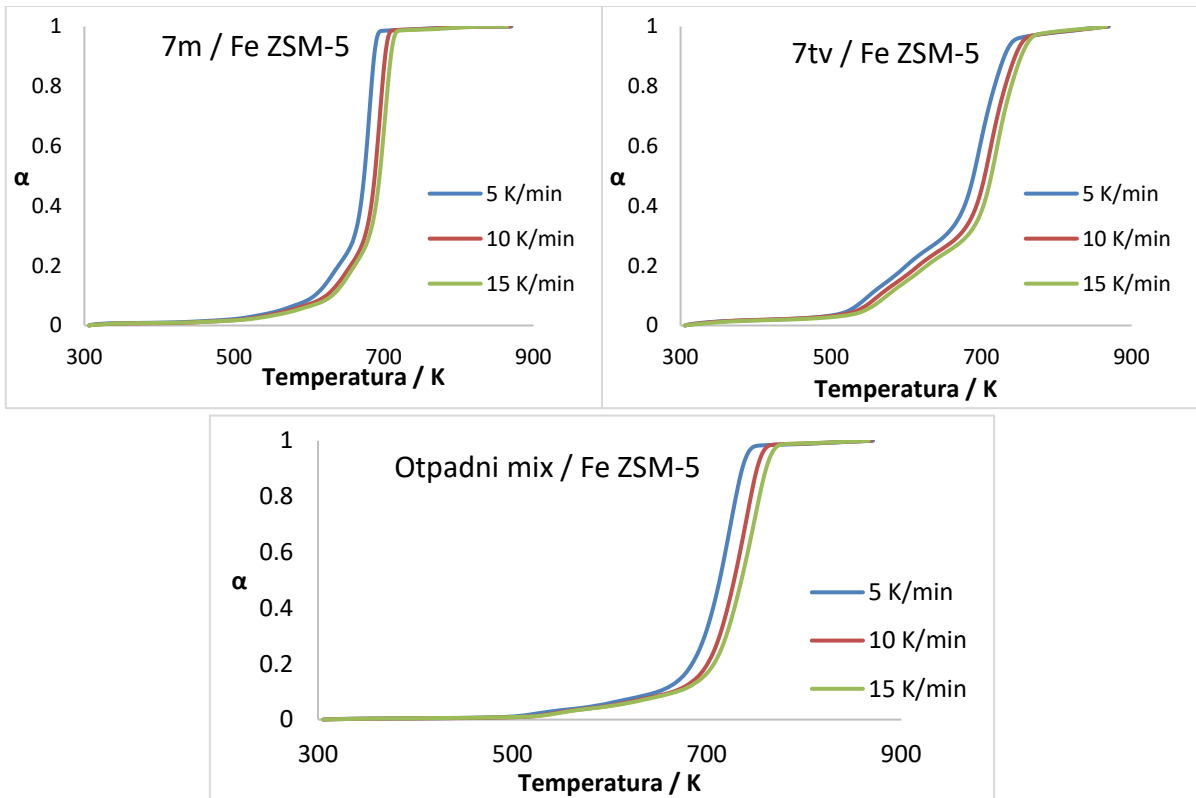 7m / Fe ZSM-5
1
0.8
0.6
α
0.4
0.2
0
5 K/min
10 K/min
15 K/min
300
500
700
900
Temperatura / K
7tv / Fe ZSM-5
1
0.8
0.6
α
0.4
0.2
0
5 K/min
10 K/min
15 K/min
300
500
700
900
Temperatura / K
Otpadni mix / Fe ZSM-5
1
0.8
0.6
α
0.4
0.2
0
5 K/min
10 K/min
15 K/min
300
500
700
900
Temperatura / K